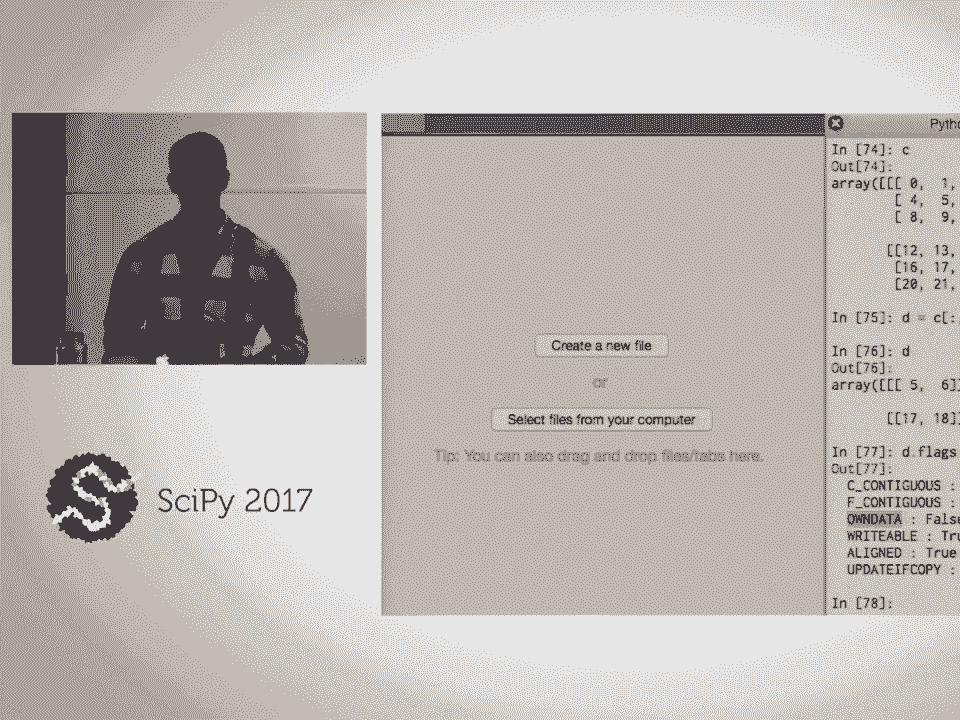 SciPy 2017
Create a new file
or
Select files from your computer
Tip: You can also drag and drop files/tabs here.
Pytho
In [74]: c
Out[74]:
array([[[ 0,  1,
[ 4,  5,
[ 8,  9,
[[12, 13,
[16, 17,
[20, 21,
In [75]: d = c[:,
In [76]: d
Out[76]:
array([[[ 5,  6]]
[[17, 18]]
In [77]: d.flags
Out[77]:
C_CONTIGUOUS :
F_CONTIGUOUS :
OWNDATA : False
WRITEABLE : Tru
ALIGNED : True
UPDATEIFCOPY :
In [78]: